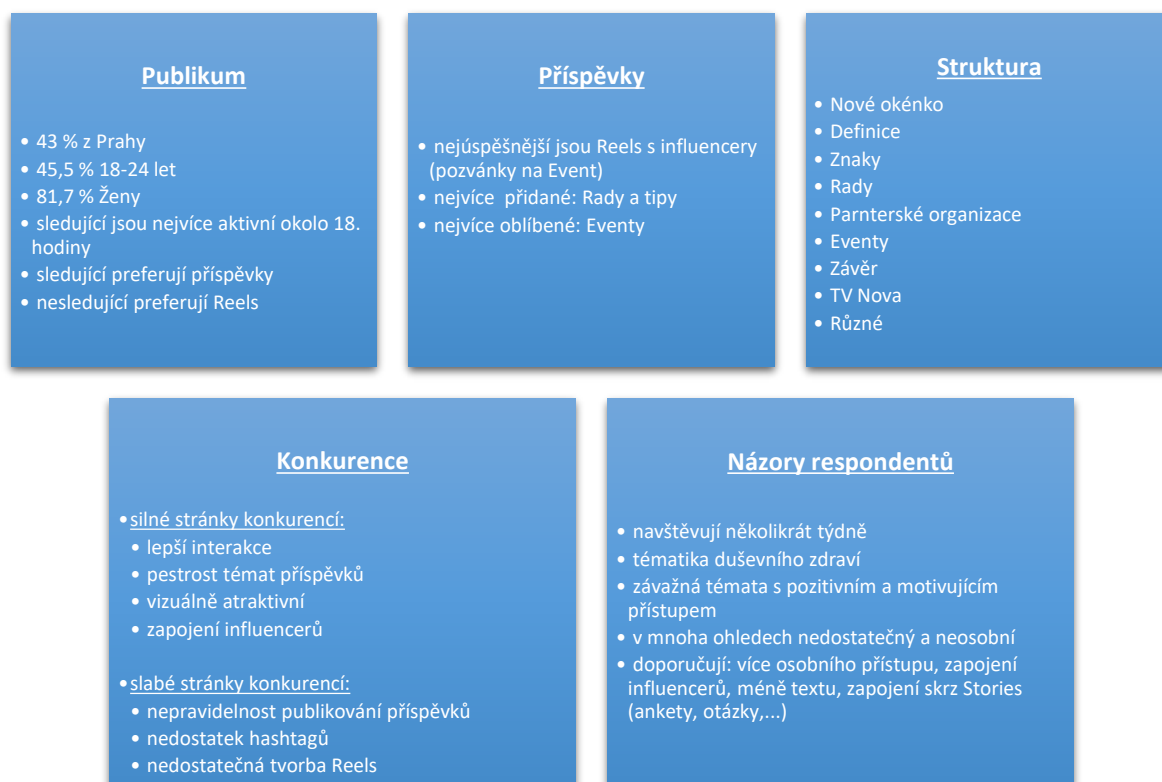 Publikum
• 43 % z Prahy
• 45,5 % 18-24 let
• 81,7 % Ženy
• sledující jsou nejvíce aktivní okolo 18.
hodiny
• sledující preferují příspěvky
• nesledující preferují Reels
Příspěvky
• nejúspěšnější jsou Reels s influencery
(pozvánky na Event)
• nejvíce přidané: Rady a tipy
• nejvíce oblíbené: Eventy
Struktura
• Nové okénko
• Definice
• Znaky
• Rady
• Parnterské organizace
• Eventy
• Závěr
• TV Nova
• Různé
Konkurence
• silné stránky konkurencí:
• lepší interakce
• pestrost témat příspěvků
• vizuálně atraktivní
• zapojení influencerů
• slabé stránky konkurencí:
• nepravidelnost publikování příspěvků
• nedostatek hashtagů
• nedostatečná tvorba Reels
Názory respondentů
• navštěvují několikrát týdně
• tématika duševního zdraví
• závažná témata s pozitivním a motivujícím
přístupem
• v mnoha ohledech nedostatečný a neosobní
• doporučují: více osobního přístupu, zapojení
influencerů, méně textu, zapojení skrz Stories
(ankety, otázky,...)